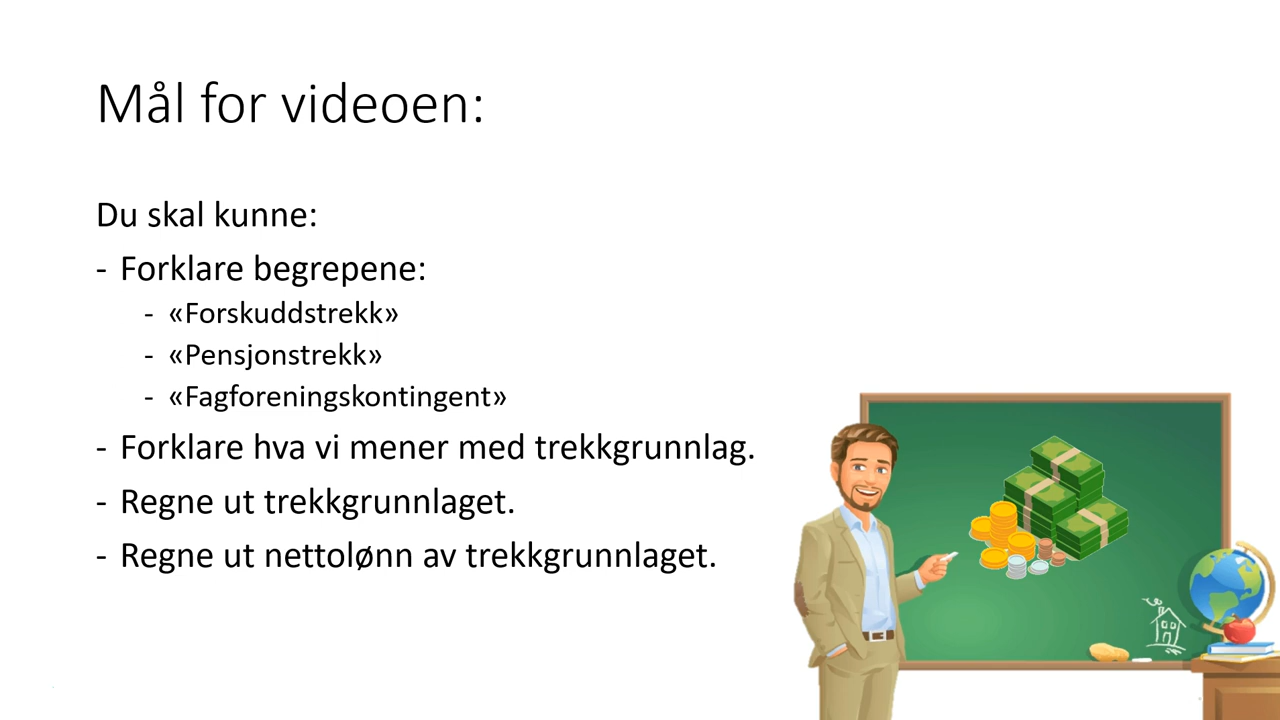 Mål for videoen:
Du skal kunne:
- Forklare begrepene:
- «Forskuddstrekk»
- «Pensjonstrekk»
- «Fagforeningskontingent»
- Forklare hva vi mener med trekkgrunnlag.
- Regne ut trekkgrunnlaget.
- Regne ut nettolønn av trekkgrunnlaget.